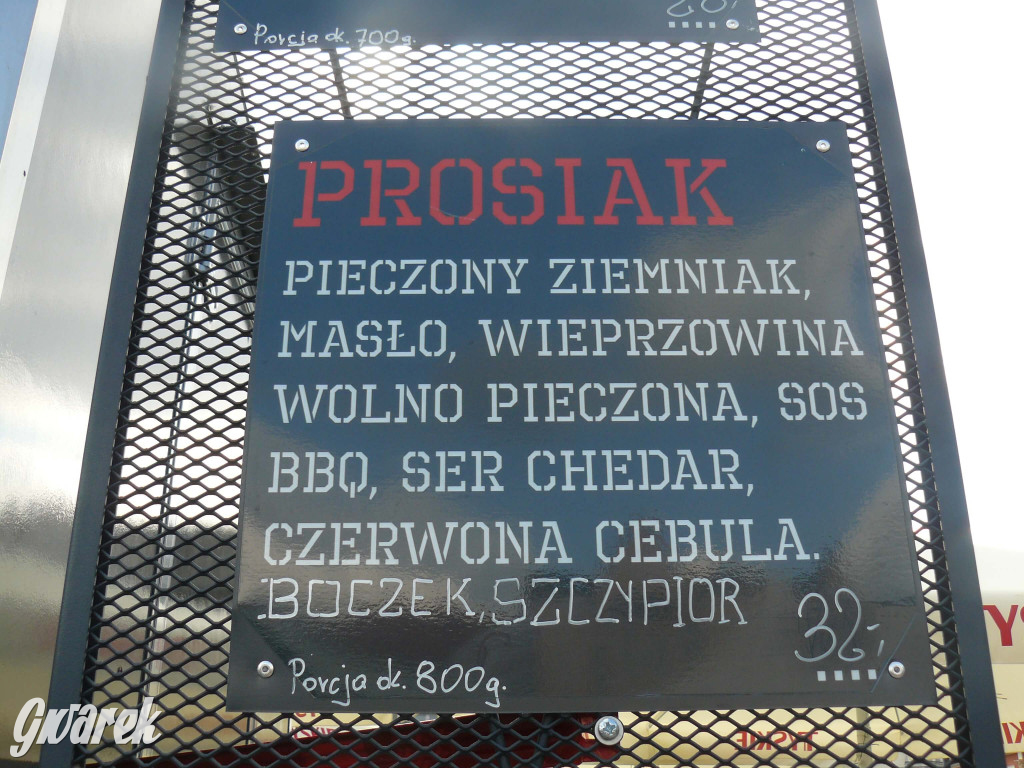 Porcja ok. 700g.
PROSIAK
PIECZONY ZIEMNIAK,
MASŁO, WIEPRZOWINA
WOLNO PIECZONA, SOS
BBQ, SER CHEDAR,
CZERWONA CEBULA.
BOCZEK, SZCZYPIOR
32,-
Porcja ok. 800g.
Gwarek
TYSKIE